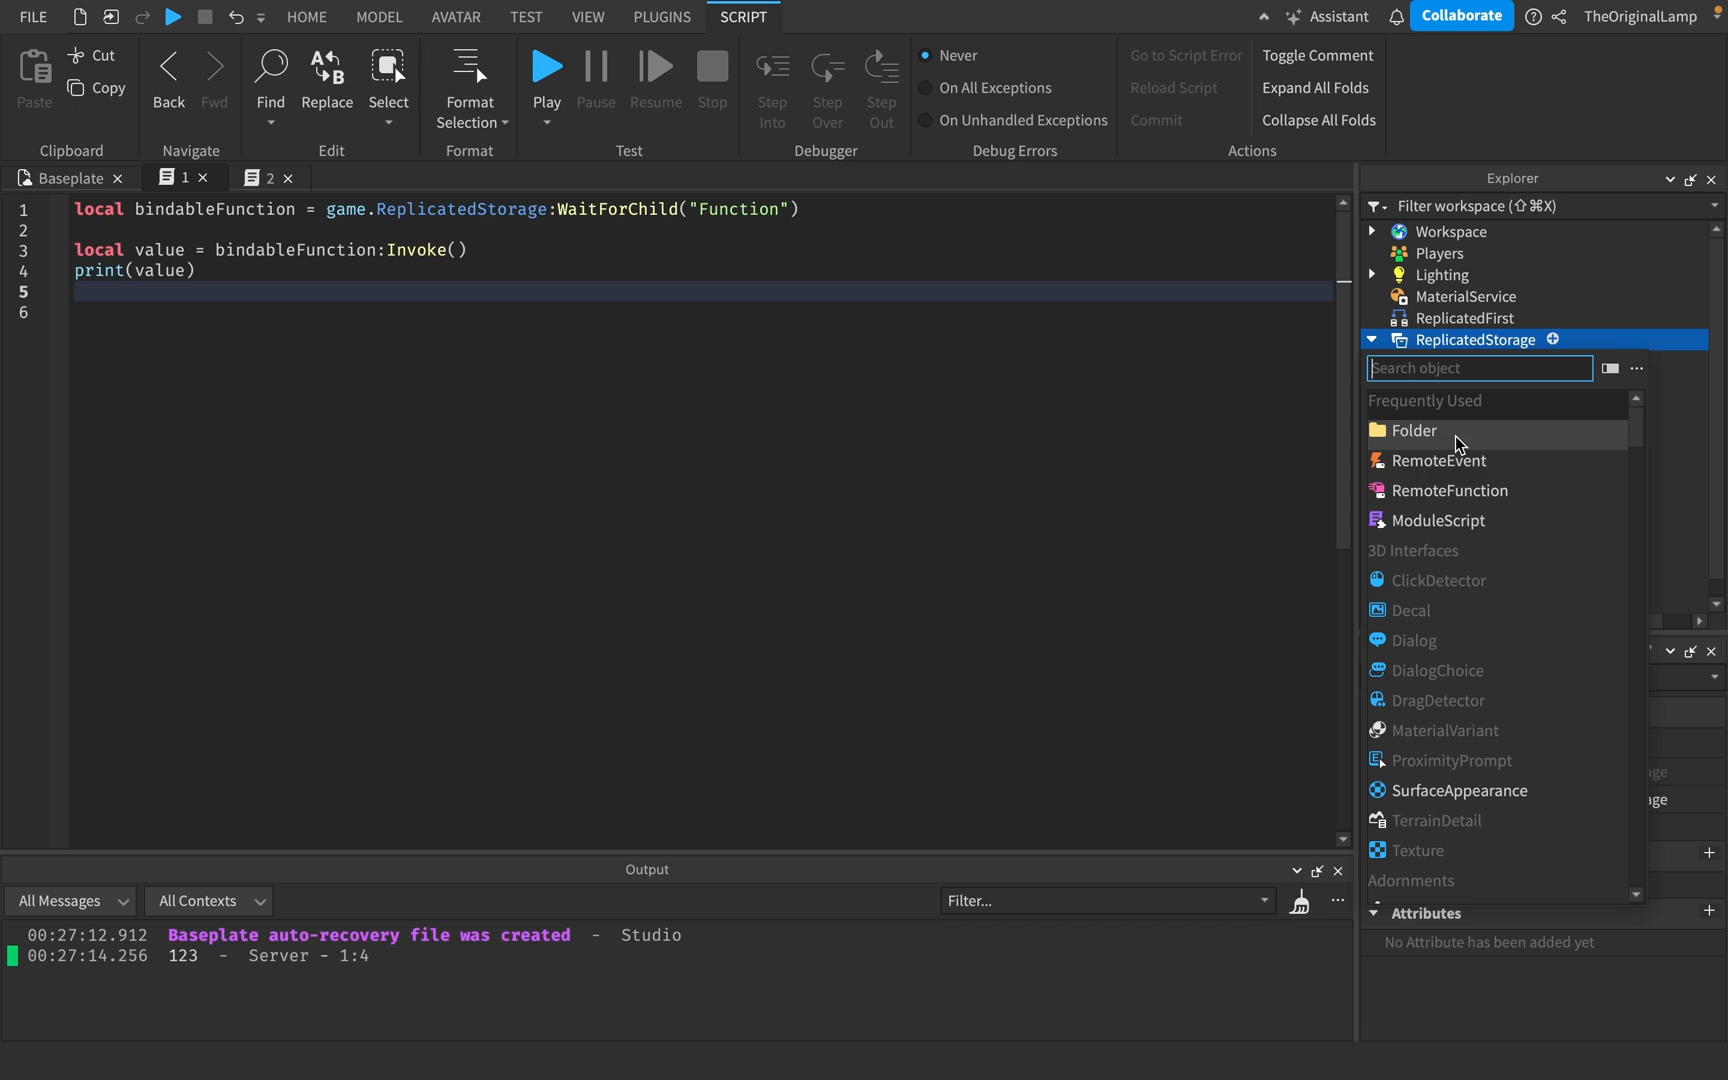 FILE HOME MODEL AVATAR TEST VIEW PLUGINS SCRIPT Assistant Collaborate TheOriginalLamp
Paste Cut Copy
Clipboard
Back Fwd
Navigate
Find Replace Select
Edit
Format Selection
Format
Play Pause Resume Stop
Test
Step Into Step Over Step Out
Debugger
Never
On All Exceptions
On Unhandled Exceptions
Debug Errors
Go to Script Error
Reload Script
Commit
Toggle Comment
Expand All Folds
Collapse All Folds
Actions
Baseplate 1 2
1 local bindableFunction = game.ReplicatedStorage:WaitForChild("Function")
2
3 local value = bindableFunction:Invoke()
4 print(value)
5
6
Explorer
Filter workspace (⇧⌘X)
Workspace
Players
Lighting
MaterialService
ReplicatedFirst
ReplicatedStorage
Search object
Frequently Used
Folder
RemoteEvent
RemoteFunction
ModuleScript
3D Interfaces
ClickDetector
Decal
Dialog
DialogChoice
DragDetector
MaterialVariant
ProximityPrompt
SurfaceAppearance
TerrainDetail
Texture
Adornments
Attributes
No Attribute has been added yet
Output
All Messages All Contexts Filter...
00:27:12.912 Baseplate auto-recovery file was created - Studio
00:27:14.256 123 - Server - 1:4